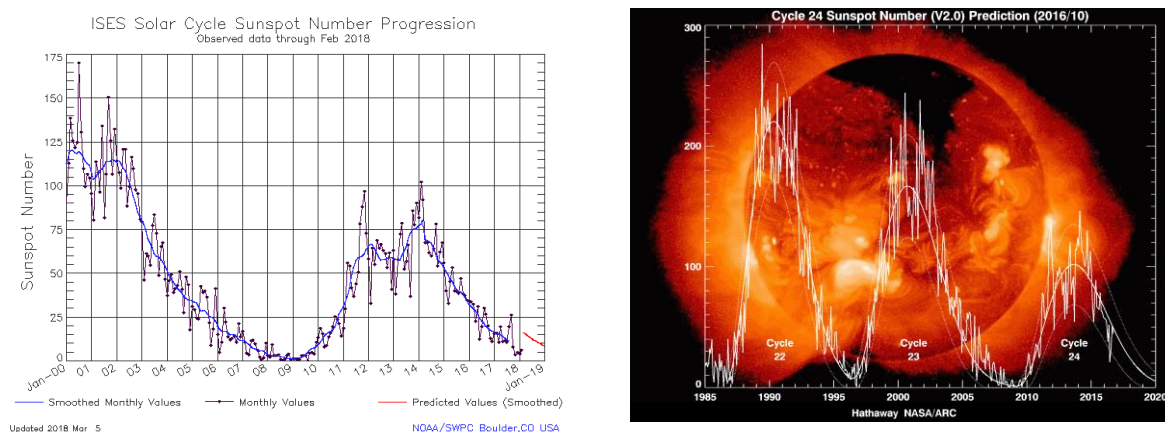 ISES Solar Cycle Sunspot Number Progression
Observed data through Feb 2018
Sunspot Number
175
150
125
100
75
50
25
0
Jan-00 01 02 03 04 05 06 07 08 09 10 11 12 13 14 15 16 17 18 Jan-19
Smoothed Monthly Values Monthly Values Predicted Values (Smoothed)
Updated 2018 Mar 5 NOAA/SWPC Boulder,CO USA
Cycle 24 Sunspot Number (V2.0) Prediction (2016/10)
300
200
100
0
Cycle 22
Cycle 23
Cycle 24
1985 1990 1995 2000 2005 2010 2015 2020
Hathaway NASA/ARC